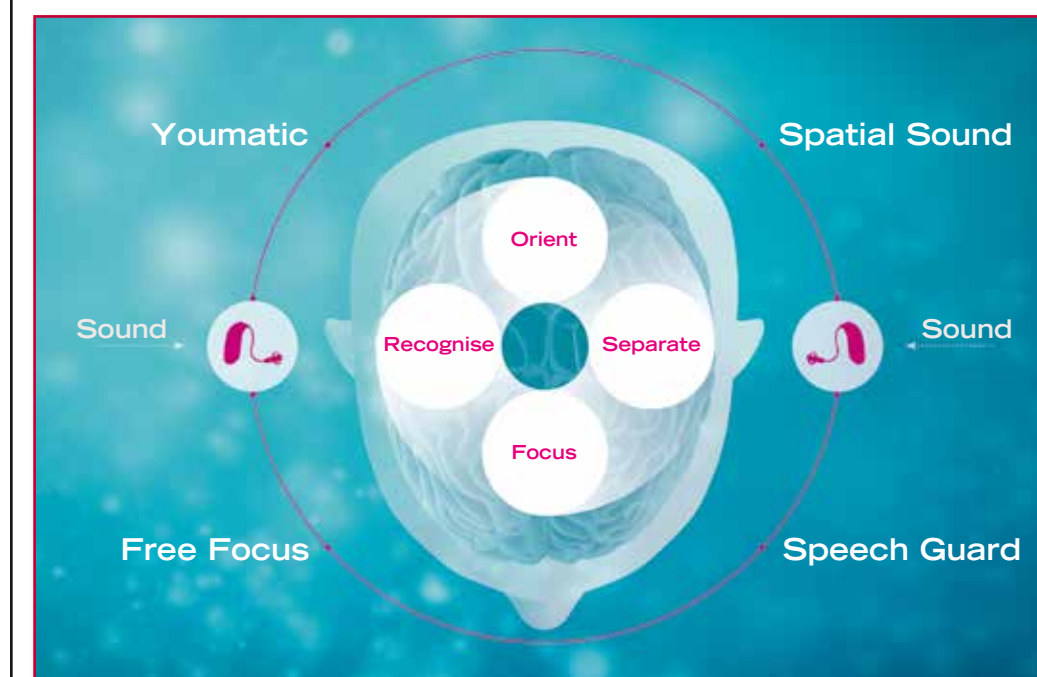 Youmatic
Spatial Sound
Orient
Sound
Recognise
Separate
Sound
Focus
Free Focus
Speech Guard